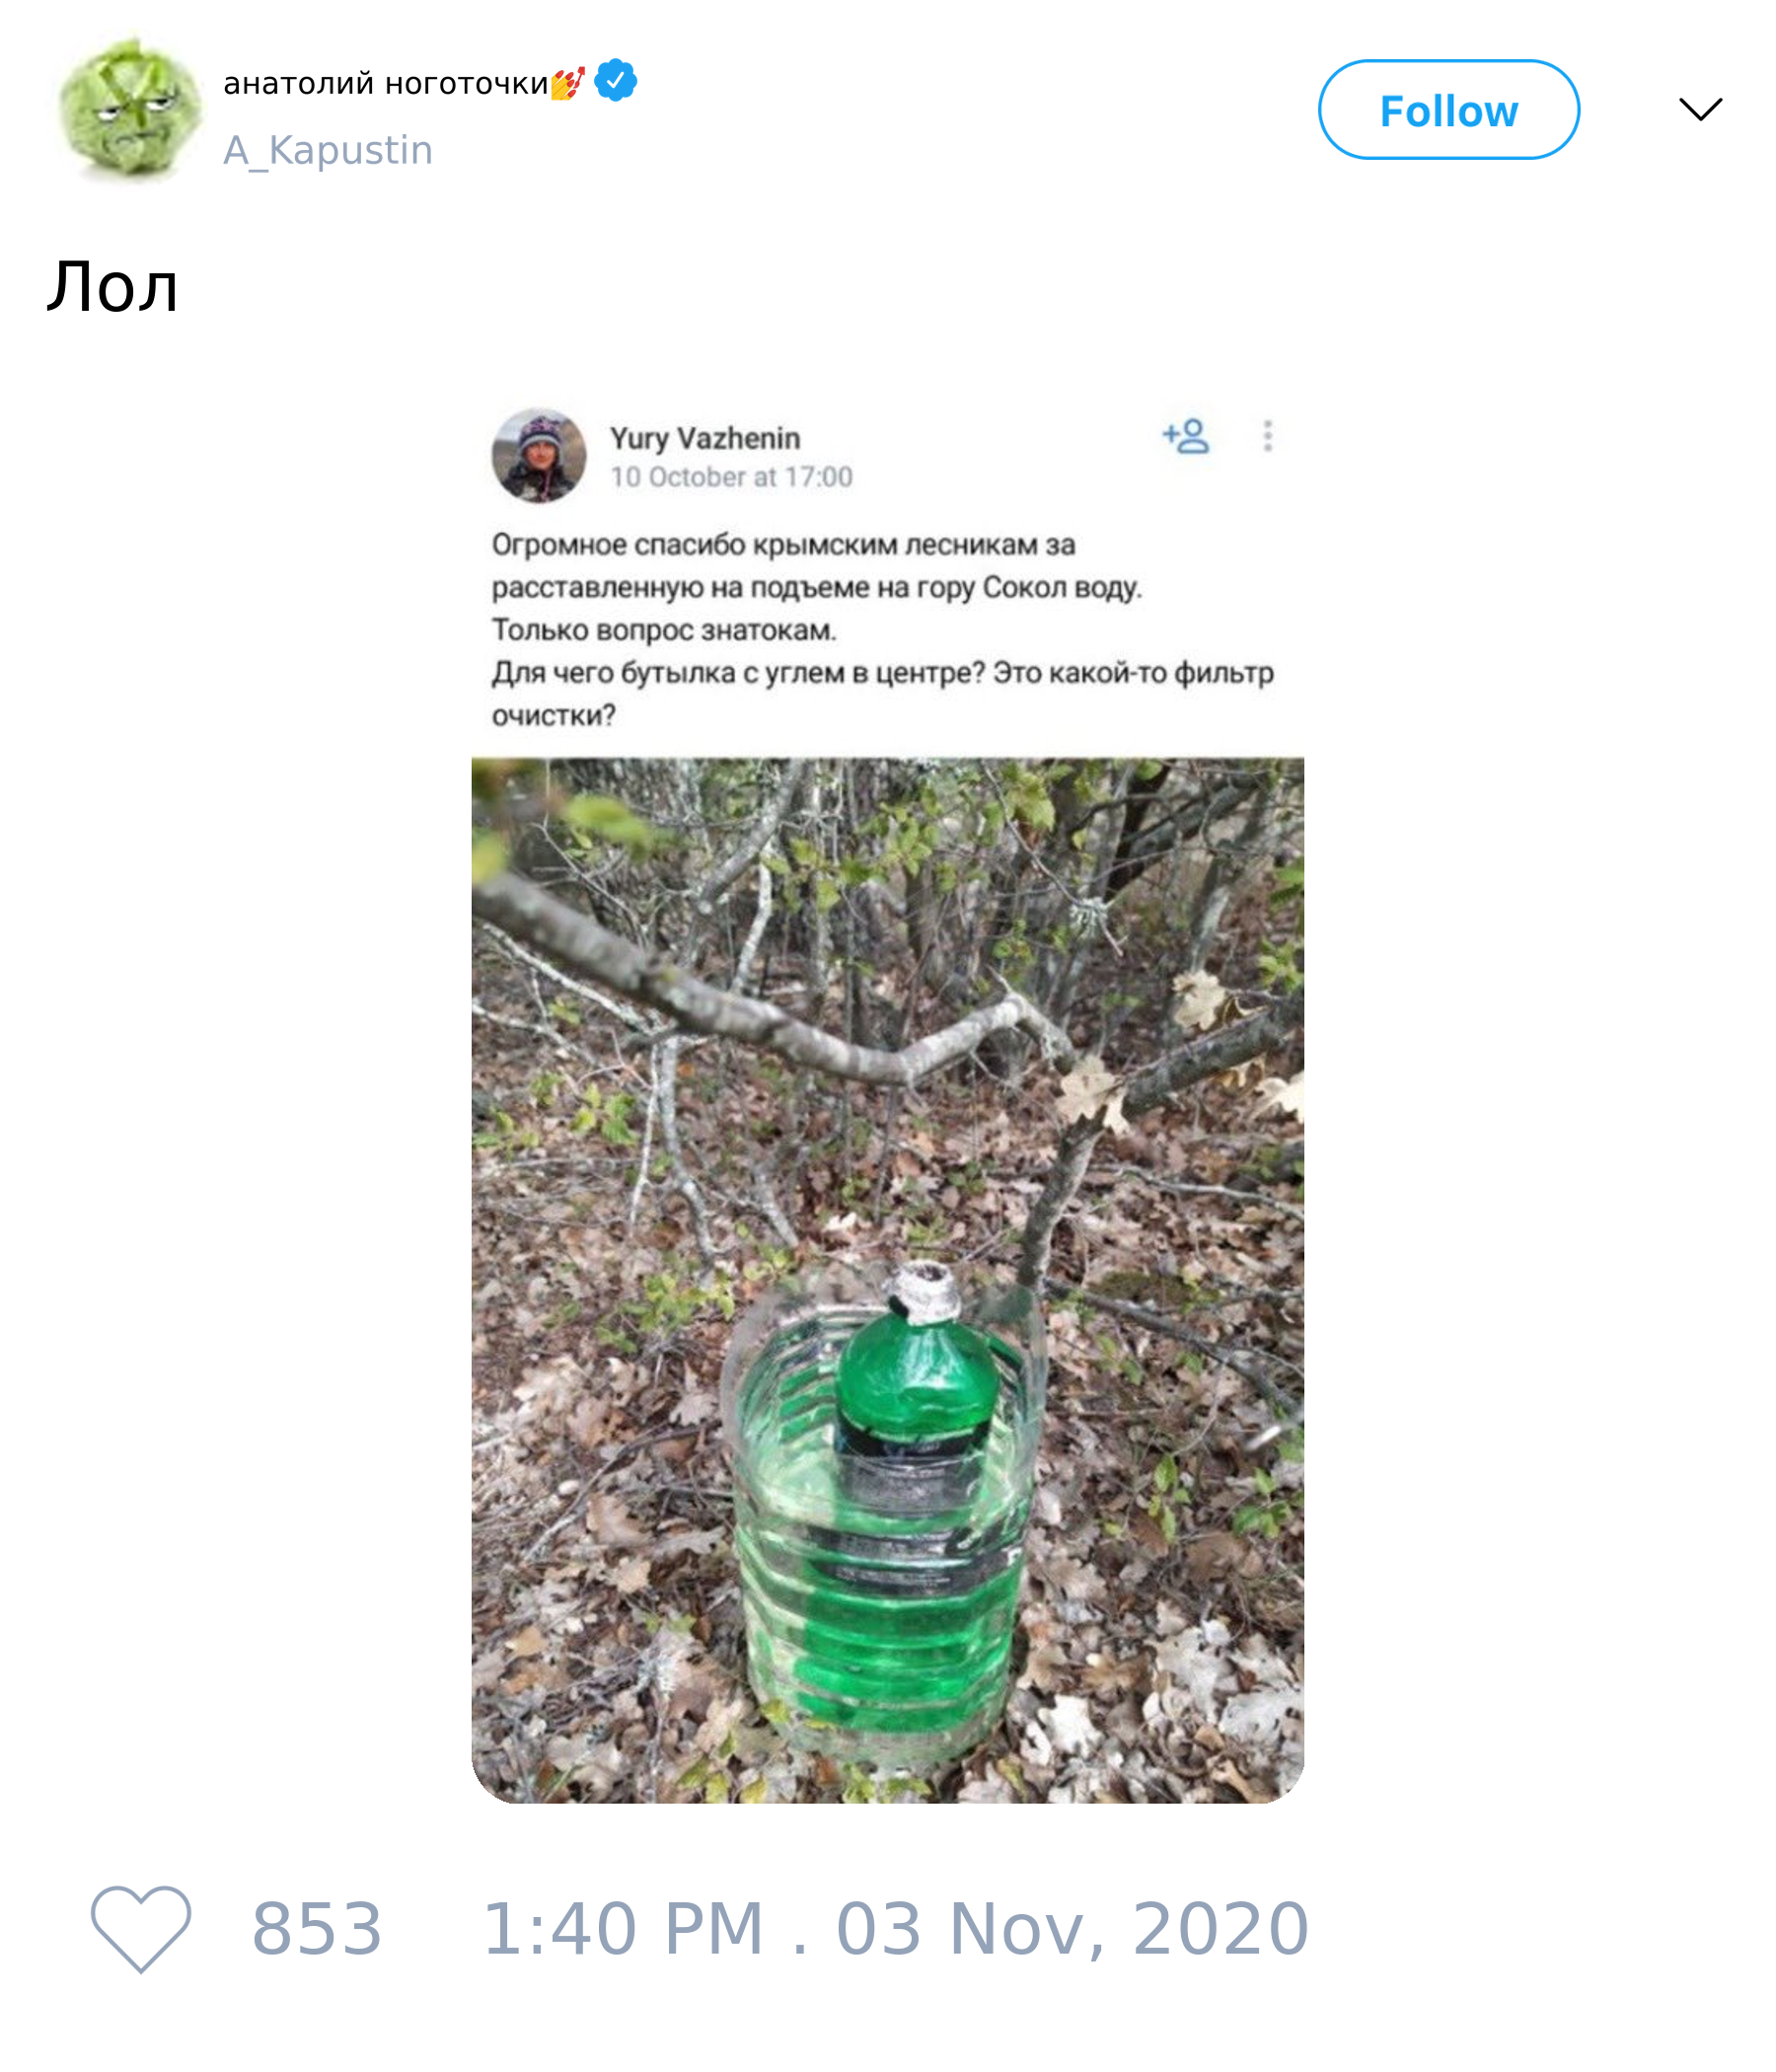 анатолий ноготочки
A_Kapustin
Follow
Лол
Yury Vazhenin
10 October at 17:00
Огромное спасибо крымским лесникам за
расставленную на подъеме на гору Сокол воду.
Только вопрос знатокам.
Для чего бутылка с углем в центре? Это какой-то фильтр
очистки?
853
1:40 PM . 03 Nov, 2020